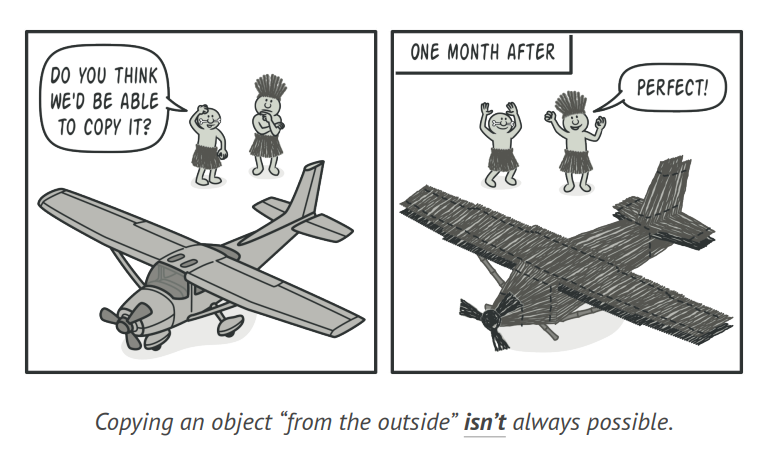 DO YOU THINK
WE'D BE ABLE
TO COPY IT?
ONE MONTH AFTER
PERFECT!
Copying an object “from the outside” isn’t always possible.